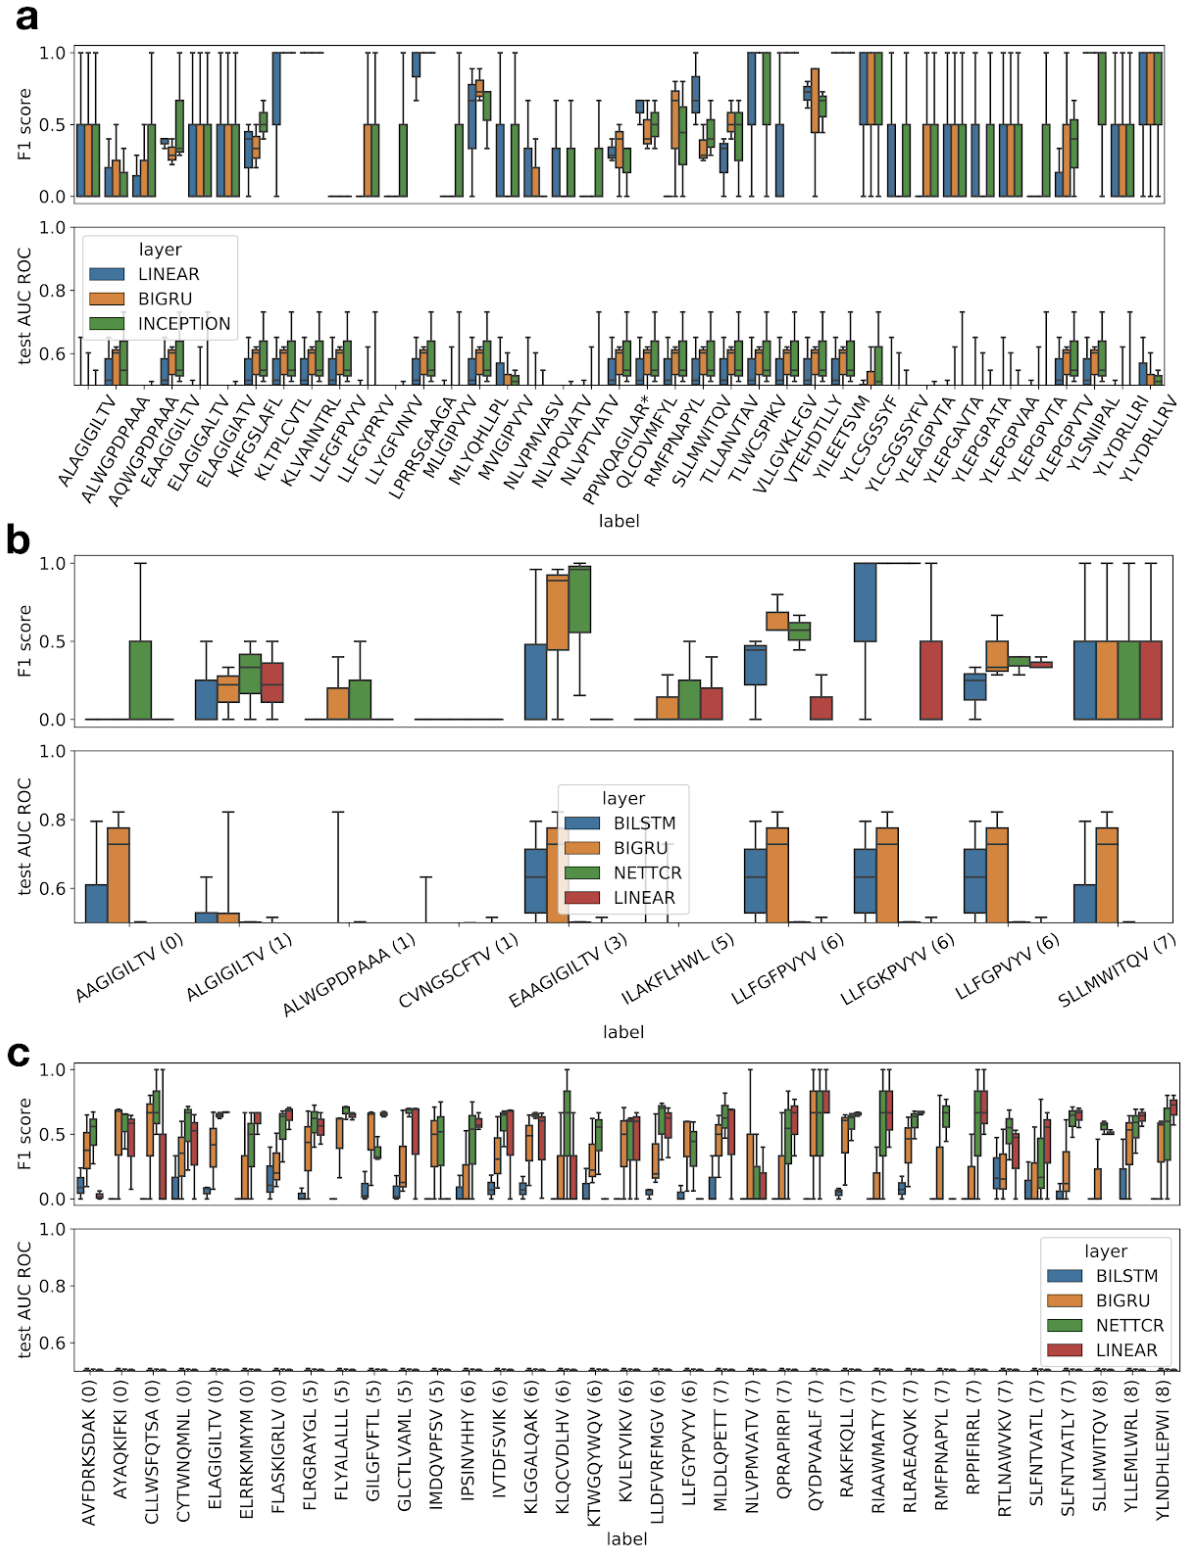 a
F1 score
1.0
0.5
0.0
test AUC ROC
1.0
0.8
0.6
layer
LINEAR
BIGRU
INCEPTION
ALAGIGILTV
ALWGPDPAAA
AQWGPDPAAA
EAAGIGILTV
ELAGIGALTV
ELAGIGIATV
KIFGSLAFL
KLTPLCVTL
KLVANNTRL
LLFGFPVYV
LLFGYPRYV
LLYGFVNYV
LPRRSGAAGA
MLIGIPVYV
MLYQHLLPL
MVIGIPVYV
NLVPMVASV
NLVPQVATV
NLVPTVATV
PPWQAGILAR*
QLCDVMFYL
RMFPNAPYL
SLLMWITQV
TLLANVTAV
TLWCSPIKV
VLLGVKLFGV
VTEHDTLLY
YILEETSVM
YLCSGSSYF
YLCSGSSSYFV
YLEAGPVTA
YLEPGAVTA
YLEPGPATA
YLEPGPVAA
YLEPGPVTA
YLEPGPVTV
YLSNIIPAL
YLYDRLLRI
YLYDRLLRV
label
b
F1 score
1.0
0.5
0.0
test AUC ROC
1.0
0.8
0.6
layer
BILSTM
BIGRU
NETTCR
LINEAR
AAGIGILTV (0)
ALGIGILTV (1)
ALWGPDPAAA (1)
CVNGSCFTV (1)
EAAGIGILTV (3)
ILAKFLHWL (5)
LLFGFPVYV (6)
LLFGKPVYV (6)
LLFGPVYV (6)
SLLMWITQV (7)
label
c
F1 score
1.0
0.5
0.0
test AUC ROC
1.0
0.8
0.6
layer
BILSTM
BIGRU
NETTCR
LINEAR
AVFDRKSDAK (0)
AYAQKIFKI (0)
CLLWSFQTSA (0)
CYTWNQMNL (0)
ELAGIGILTV (0)
ELRRKMMYM (0)
FLASKIGRLV (0)
FLRGRAYGL (5)
FLYALALLL (5)
GILGFVFTL (5)
GLCTLVAML (5)
IMDQVPFSV (5)
IPSINVHHY (6)
IVTDFSVIK (6)
KLGGALQAK (6)
KLQCVDLHV (6)
KTWGQYWQV (6)
KVLEYVIKV (6)
LLDFVRFMGV (6)
LLFGYPVYV (6)
MLDLQPETT (7)
NLVPMVATV (7)
QPRAPIRPI (7)
QYDPVAALF (7)
RAKFKQLL (7)
RIAAWMATY (7)
RLRAEAQVK (7)
RMFPNAPYL (7)
RPPIFIRRL (7)
RTLNAWVKV (7)
SLFNTVATL (7)
SLFNTVATLY (7)
SLLMWITQV (8)
YLLEMLWRL (8)
YLNDHLEPWI (8)
label